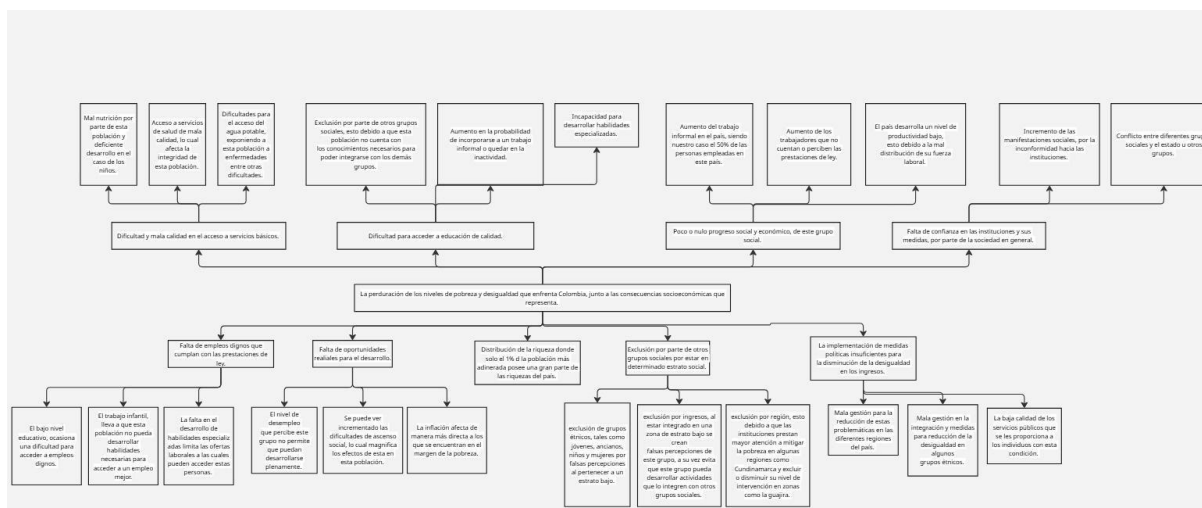 Mal nutrición por
parte de esta
población y
deficiente
desarrollo en el
caso de los
niños.
Acceso a servicios
de salud de mala
calidad, lo cual
afecta la
integridad de esta
población.
Dificultades para
el acceso del
agua potable,
exponiendo a
esta población a
enfermedades
entre otras
dificultades.
Exclusión por parte de otros grupos
sociales, esto debido a que esta
población no cuenta con
los conocimientos necesarios para
poder integrarse con los demás
grupos.
Aumento en la probabilidad
de incorporarse a un trabajo
informal o quedar en la
inactividad.
Incapacidad para
desarrollar habilidades
especializadas.
Aumento del trabajo
informal en el país, siendo
nuestro caso el 50% de las
personas empleadas en
este país.
Aumento de los
trabajadores que no
cuentan o perciben las
prestaciones de ley.
El país desarrolla un nivel de
productividad bajo,
esto debido a la mal
distribución de su fuerza
laboral.
Incremento de las
manifestaciones sociales, por la
inconformidad hacia las
instituciones.
Conflicto entre diferentes grup
sociales y el estado u otros
grupos.
Dificultad y mala calidad en el acceso a servicios básicos.
Dificultad para acceder a educación de calidad.
Poco o nulo progreso social y económico, de este grupo
social.
Falta de confianza en las instituciones y sus
medidas, por parte de la sociedad en general.
La perduración de los niveles de pobreza y desigualdad que enfrenta Colombia, junto a las consecuencias socioeconómicas que
representa.
Falta de empleos dignos que
cumplan con las prestaciones de
ley.
Falta de oportunidades
realiales para el desarrollo.
Distribución de la riqueza donde
solo el 1% d la población más
adinerada posee una gran parte de
las riquezas del país.
Exclusión por parte de otros
grupos sociales por estar en
determinado estrato social.
La implementación de medidas
políticas insuficientes para
la disminución de la desigualdad
en los ingresos.
El bajo nivel
educativo, ocasiona
una dificultad para
acceder a empleos
dignos.
El trabajo infantil,
lleva a que esta
población no pueda
desarrollar
habilidades
necesarias para
acceder a un empleo
mejor.
La falta en el
desarrollo de
habilidades especializ
adas limita las ofertas
laborales a las cuales
pueden acceder estas
personas.
El nivel de
desempleo
que percibe este
grupo no permite
que puedan
desarrollarse
plenamente.
Se puede ver
incrementado las
dificultades de ascenso
social, lo cual magnifica
los efectos de esta en
esta población.
La inflación afecta de
manera más directa a los
que se encuentran en el
margen de la pobreza.
exclusión de grupos
étnicos, tales como
jóvenes, ancianos,
niños y mujeres por
falsas percepciones
al pertenecer a un
estrato bajo.
exclusión por ingresos, al
estar integrado en una
zona de estrato bajo se
crean
falsas percepciones de
este grupo, a su vez evita
que este grupo pueda
desarrollar actividades
que lo integren con otros
grupos sociales.
exclusión por región, esto
debido a que las
instituciones prestan
mayor atención a mitigar
la pobreza en algunas
regiones como
Cundinamarca y excluir
o disminuir su nivel de
intervención en zonas
como la guajira.
Mala gestión para la
reducción de estas
problemáticas en
las diferentes regiones
del país.
Mala gestión en la
integración y medidas
para reducción de la
desigualdad en
algunos
grupos étnicos.
La baja calidad de los
servicios públicos que
se les proporciona a
los individuos con esta
condición.